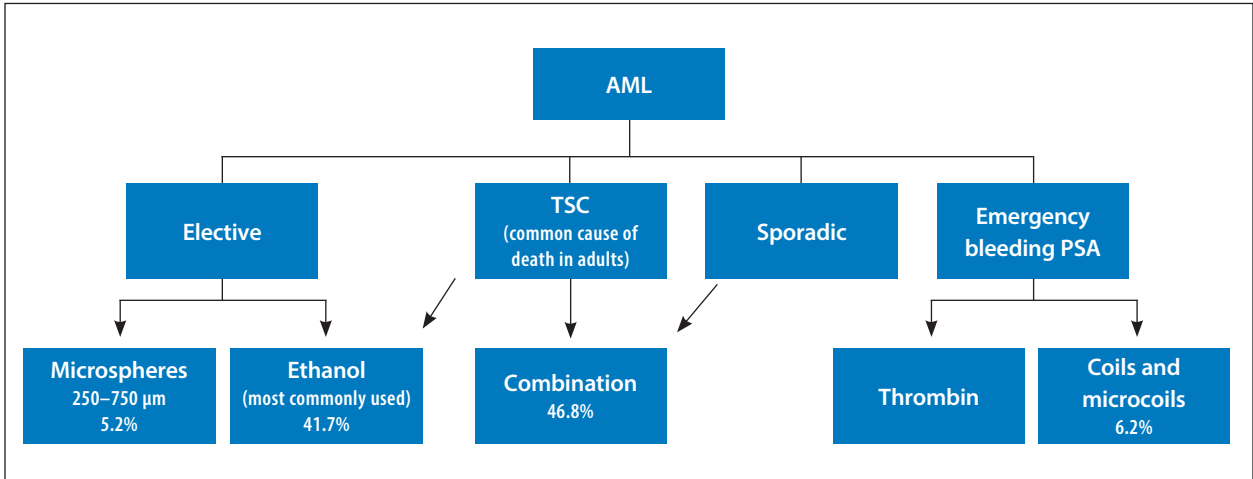 AML
Elective
TSC
(common cause of
death in adults)
Sporadic
Emergency
bleeding PSA
Microspheres
250–750 µm
5.2%
Ethanol
(most commonly used)
41.7%
Combination
46.8%
Thrombin
Coils and
microcoils
6.2%